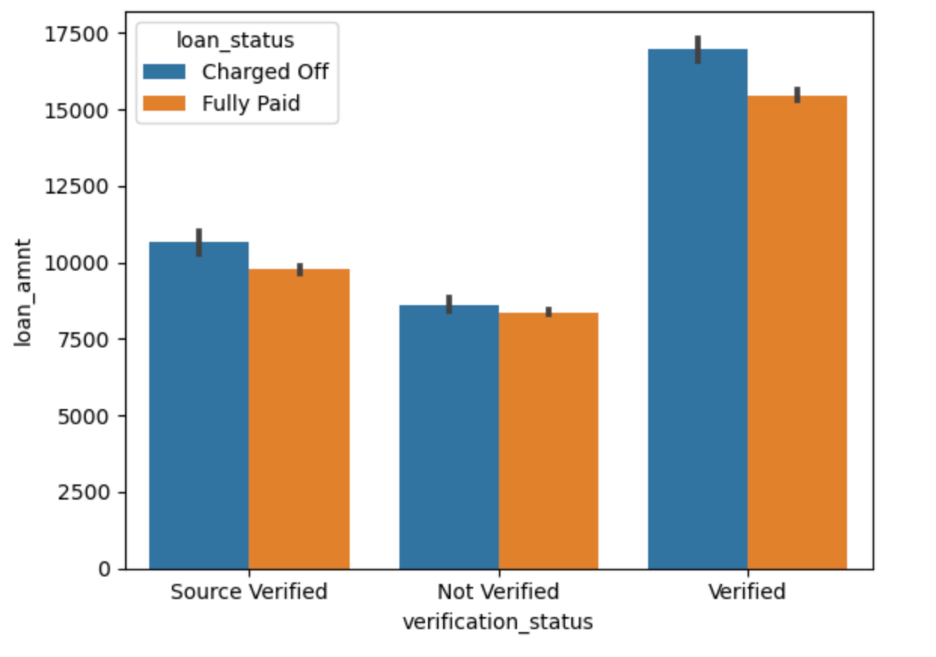 loan_status
Charged Off
Fully Paid
17500
15000
12500
10000
7500
5000
2500
0
loan_amnt
Source Verified
Not Verified
Verified
verification_status